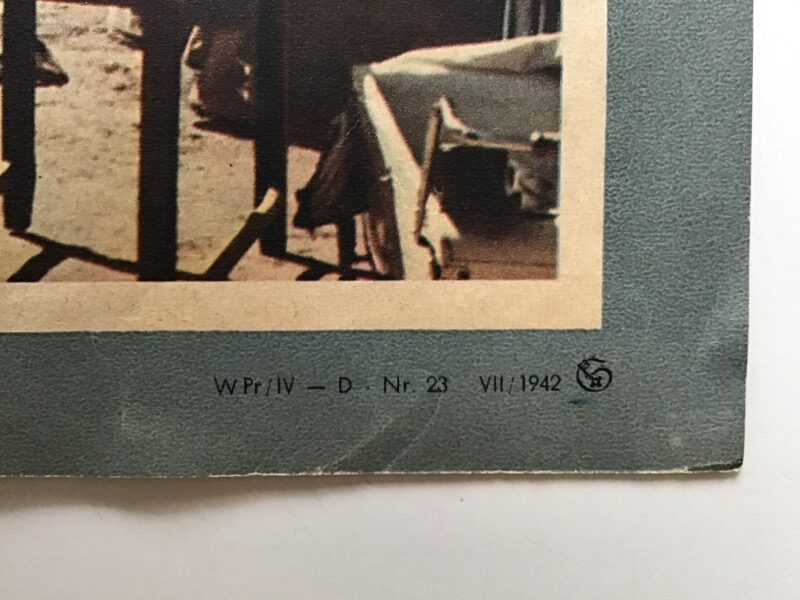 W Pr/IV — D · Nr. 23 VII/1942